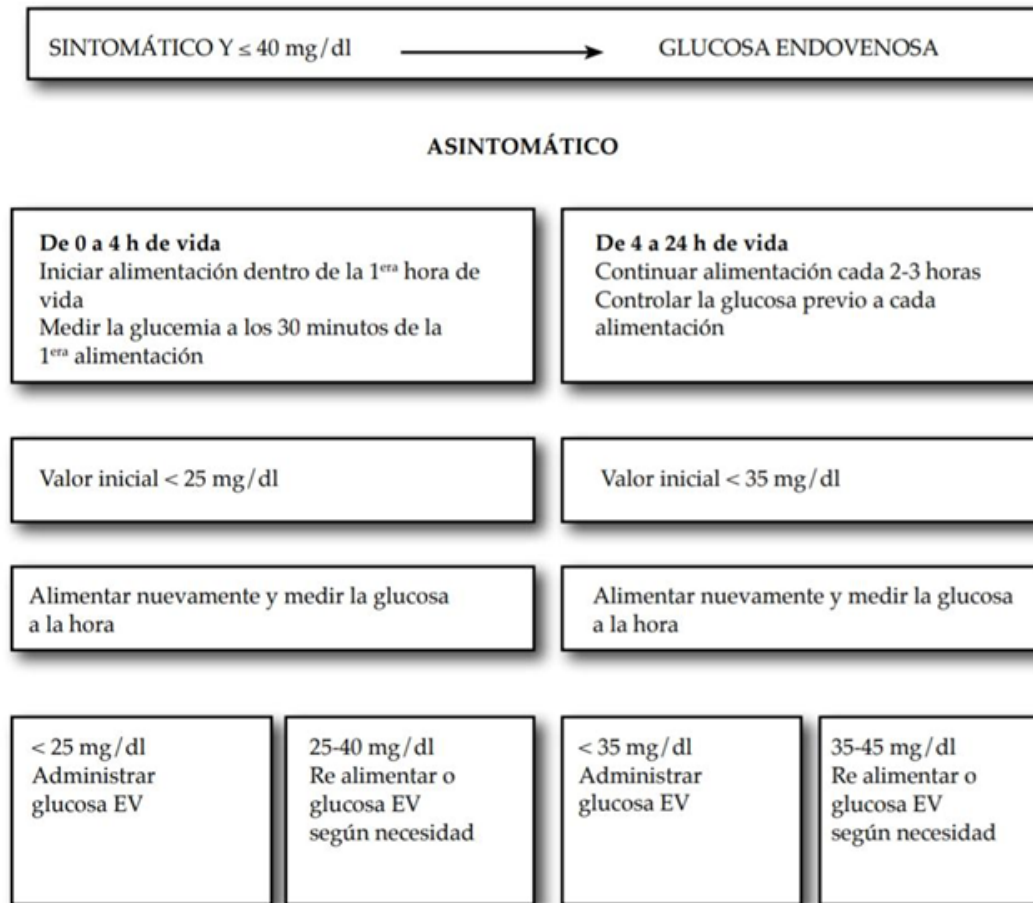 SINTOMÁTICO Y ≤ 40 mg/dl GLUCOSA ENDOVENOSA
ASINTOMÁTICO
De 0 a 4 h de vida
Iniciar alimentación dentro de la 1era hora de
vida
Medir la glucemia a los 30 minutos de la
1era alimentación
De 4 a 24 h de vida
Continuar alimentación cada 2-3 horas
Controlar la glucosa previo a cada
alimentación
Valor inicial < 25 mg/dl
Valor inicial < 35 mg/dl
Alimentar nuevamente y medir la glucosa
a la hora
Alimentar nuevamente y medir la glucosa
a la hora
< 25 mg/dl
Administrar
glucosa EV
25-40 mg/dl
Re alimentar o
glucosa EV
según necesidad
< 35 mg/dl
Administrar
glucosa EV
35-45 mg/dl
Re alimentar o
glucosa EV
según necesidad